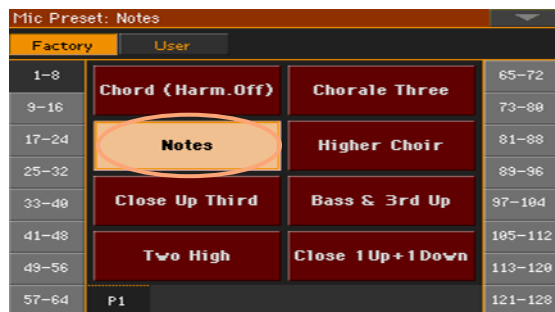 Mic Preset: Notes
Factory User
1-8
9-16
17-24
25-32
33-40
41-48
49-56
57-64
Chord (Harm.Off) Chorale Three
Notes Higher Choir
Close Up Third Bass & 3rd Up
Two High Close 1Up+1Down
P1
65-72
73-80
81-88
89-96
97-104
105-112
113-120
121-128